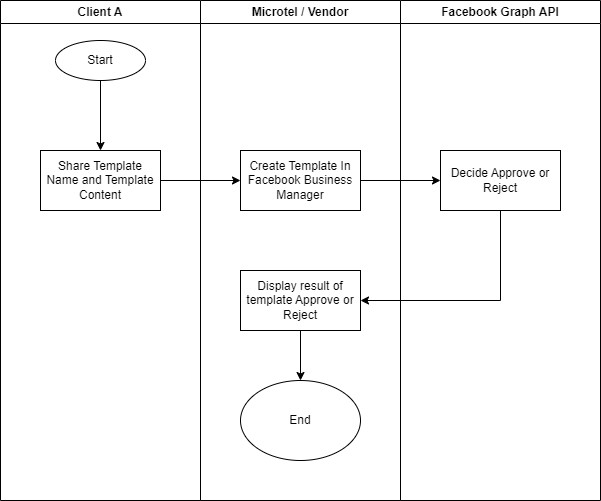 Client A
Microtel / Vendor
Facebook Graph API
Start
Share Template
Name and Template
Content
Create Template In
Facebook Business
Manager
Decide Approve or
Reject
Display result of
template Approve or
Reject
End